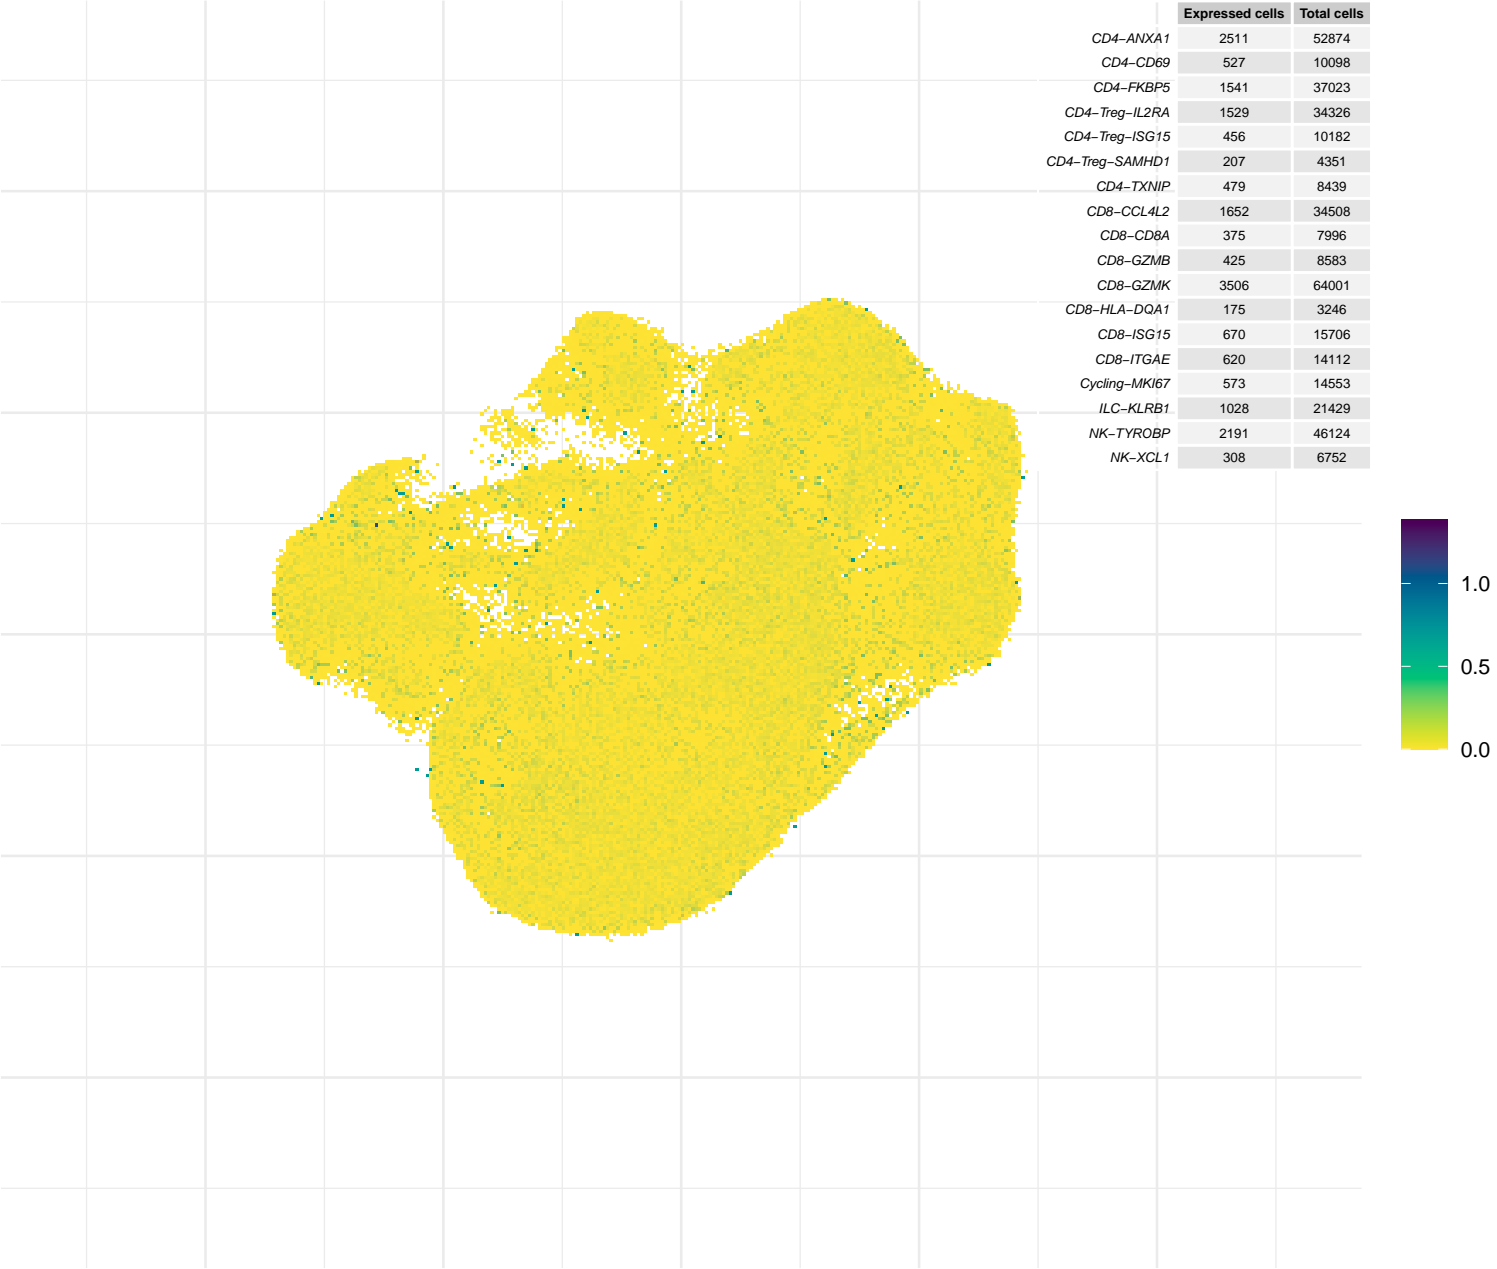 Expressed cells Total cells
CD4−ANXA1 2511 52874
CD4−CD69 527 10098
CD4−FKBP5 1541 37023
CD4−Treg−IL2RA 1529 34326
CD4−Treg−ISG15 456 10182
CD4−Treg−SAMHD1 207 4351
CD4−TXNIP 479 8439
CD8−CCL4L2 1652 34508
CD8−CD8A 375 7996
CD8−GZMB 425 8583
CD8−GZMK 3506 64001
CD8−HLA−DQA1 175 3246
CD8−ISG15 670 15706
CD8−ITGAE 620 14112
Cycling−MKI67 573 14553
ILC−KLRB1 1028 21429
NK−TYROBP 2191 46124
NK−XCL1 308 6752
1.0
0.5
0.0